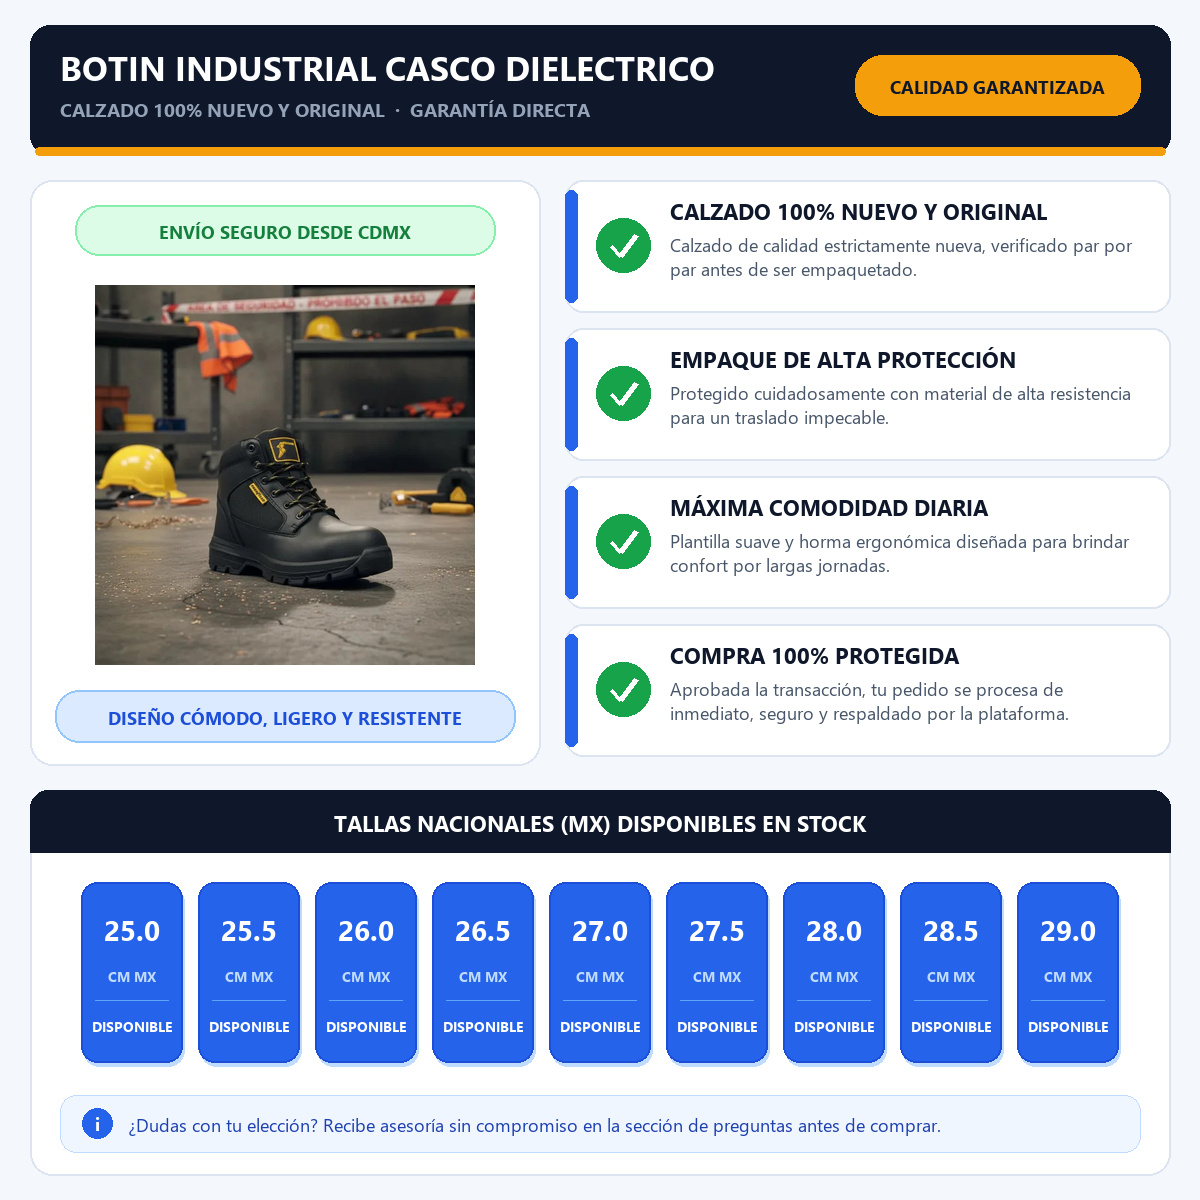 BOTIN INDUSTRIAL CASCO DIELECTRICO
CALZADO 100% NUEVO Y ORIGINAL · GARANTÍA DIRECTA
CALIDAD GARANTIZADA
ENVÍO SEGURO DESDE CDMX
AREA DE SEGURIDAD - PROHIBIDO EL PASO
DISEÑO CÓMODO, LIGERO Y RESISTENTE
CALZADO 100% NUEVO Y ORIGINAL
Calzado de calidad estrictamente nueva, verificado par por
par antes de ser empaquetado.
EMPAQUE DE ALTA PROTECCIÓN
Protegido cuidadosamente con material de alta resistencia
para un traslado impecable.
MÁXIMA COMODIDAD DIARIA
Plantilla suave y horma ergonómica diseñada para brindar
confort por largas jornadas.
COMPRA 100% PROTEGIDA
Aprobada la transacción, tu pedido se procesa de
inmediato, seguro y respaldado por la plataforma.
TALLAS NACIONALES (MX) DISPONIBLES EN STOCK
25.0 25.5 26.0 26.5 27.0 27.5 28.0 28.5 29.0
CM MX CM MX CM MX CM MX CM MX CM MX CM MX CM MX CM MX
DISPONIBLE DISPONIBLE DISPONIBLE DISPONIBLE DISPONIBLE DISPONIBLE DISPONIBLE DISPONIBLE DISPONIBLE
¿Dudas con tu elección? Recibe asesoría sin compromiso en la sección de preguntas antes de comprar.